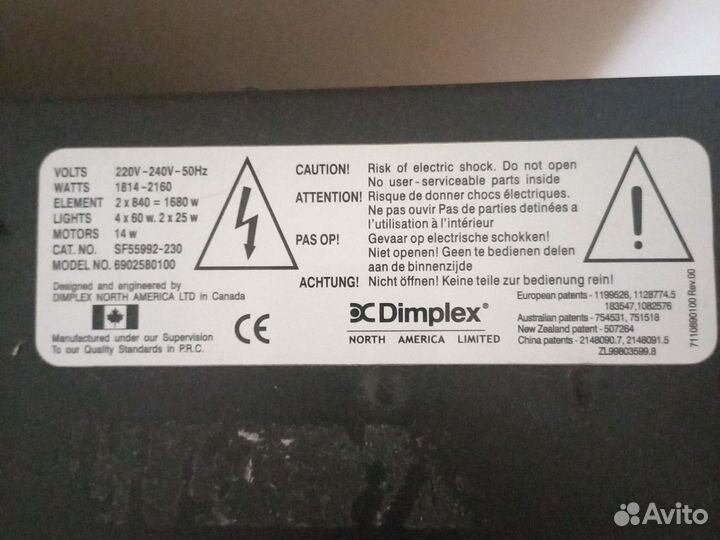 VOLTS 220V-240V-50Hz
WATTS 1814-2160
ELEMENT 2 x 840 = 1680 w
LIGHTS 4 x 60 w. 2 x 25 w
MOTORS 14 w
CAT. NO. SF55992-230
MODEL NO. 6902580100
Designed and engineered by
DIMPLEX NORTH AMERICA LTD in Canada
Manufactured under our Supervision
To our Quality Standards in P.R.C.
CE
CAUTION! Risk of electric shock. Do not open
No user-serviceable parts inside
ATTENTION! Risque de donner chocs électriques.
Ne pas ouvir Pas de parties detinées a
l'utilisation à l'intérieur
PAS OP! Gevaar op electrische schokken!
Niet openen! Geen te bedienen delen
aan de binnenzijde
ACHTUNG! Nicht öffnen! Keine teile zur bedienung rein!
Dimplex®
NORTH AMERICA LIMITED
European patents - 1199526, 1128774.5
183547,1082576
Australian patents - 754531, 751518
New Zealand patent - 507264
China patents - 2148090.7, 2148091.5
ZL99803599.8
7110890100 Rev.00
Avito